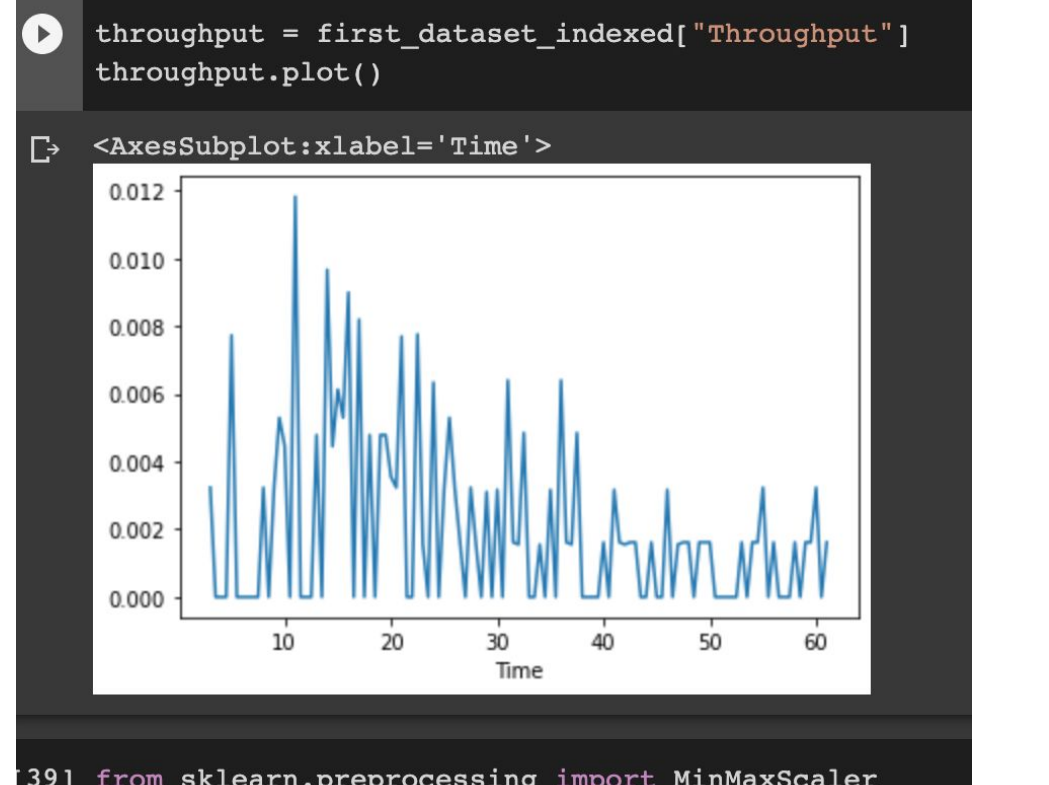 throughput = first_dataset_indexed["Throughput"]
throughput.plot()
<AxesSubplot:xlabel='Time'>
0.012
0.010
0.008
0.006
0.004
0.002
0.000
10 20 30 40 50 60
Time
[39] from sklearn.preprocessing import MinMaxScaler